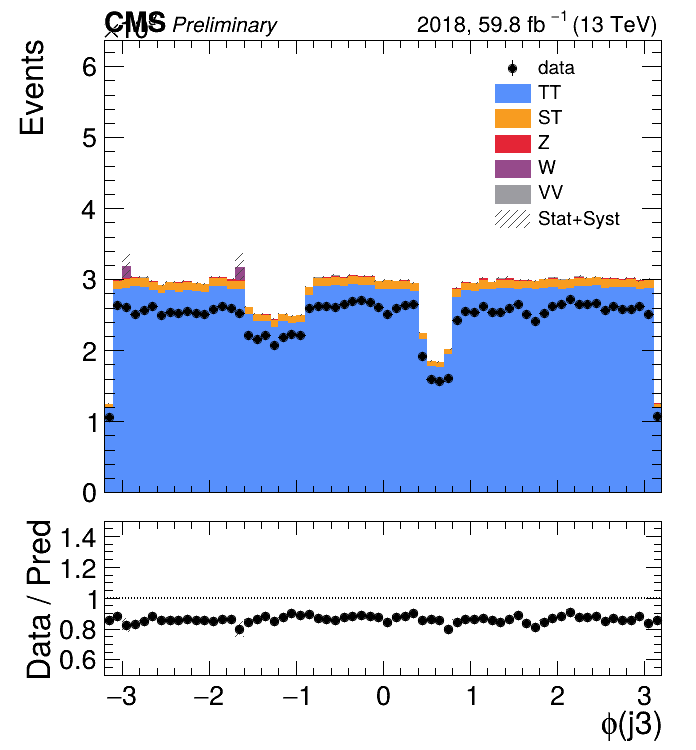 CMS Preliminary 2018, 59.8 fb⁻¹ (13 TeV)
Events
6
5
4
3
2
1
0
data
TT
ST
Z
W
VV
Stat+Syst
Data / Pred
1.4
1.2
1
0.8
0.6
−3 −2 −1 0 1 2 3
ϕ(j3)